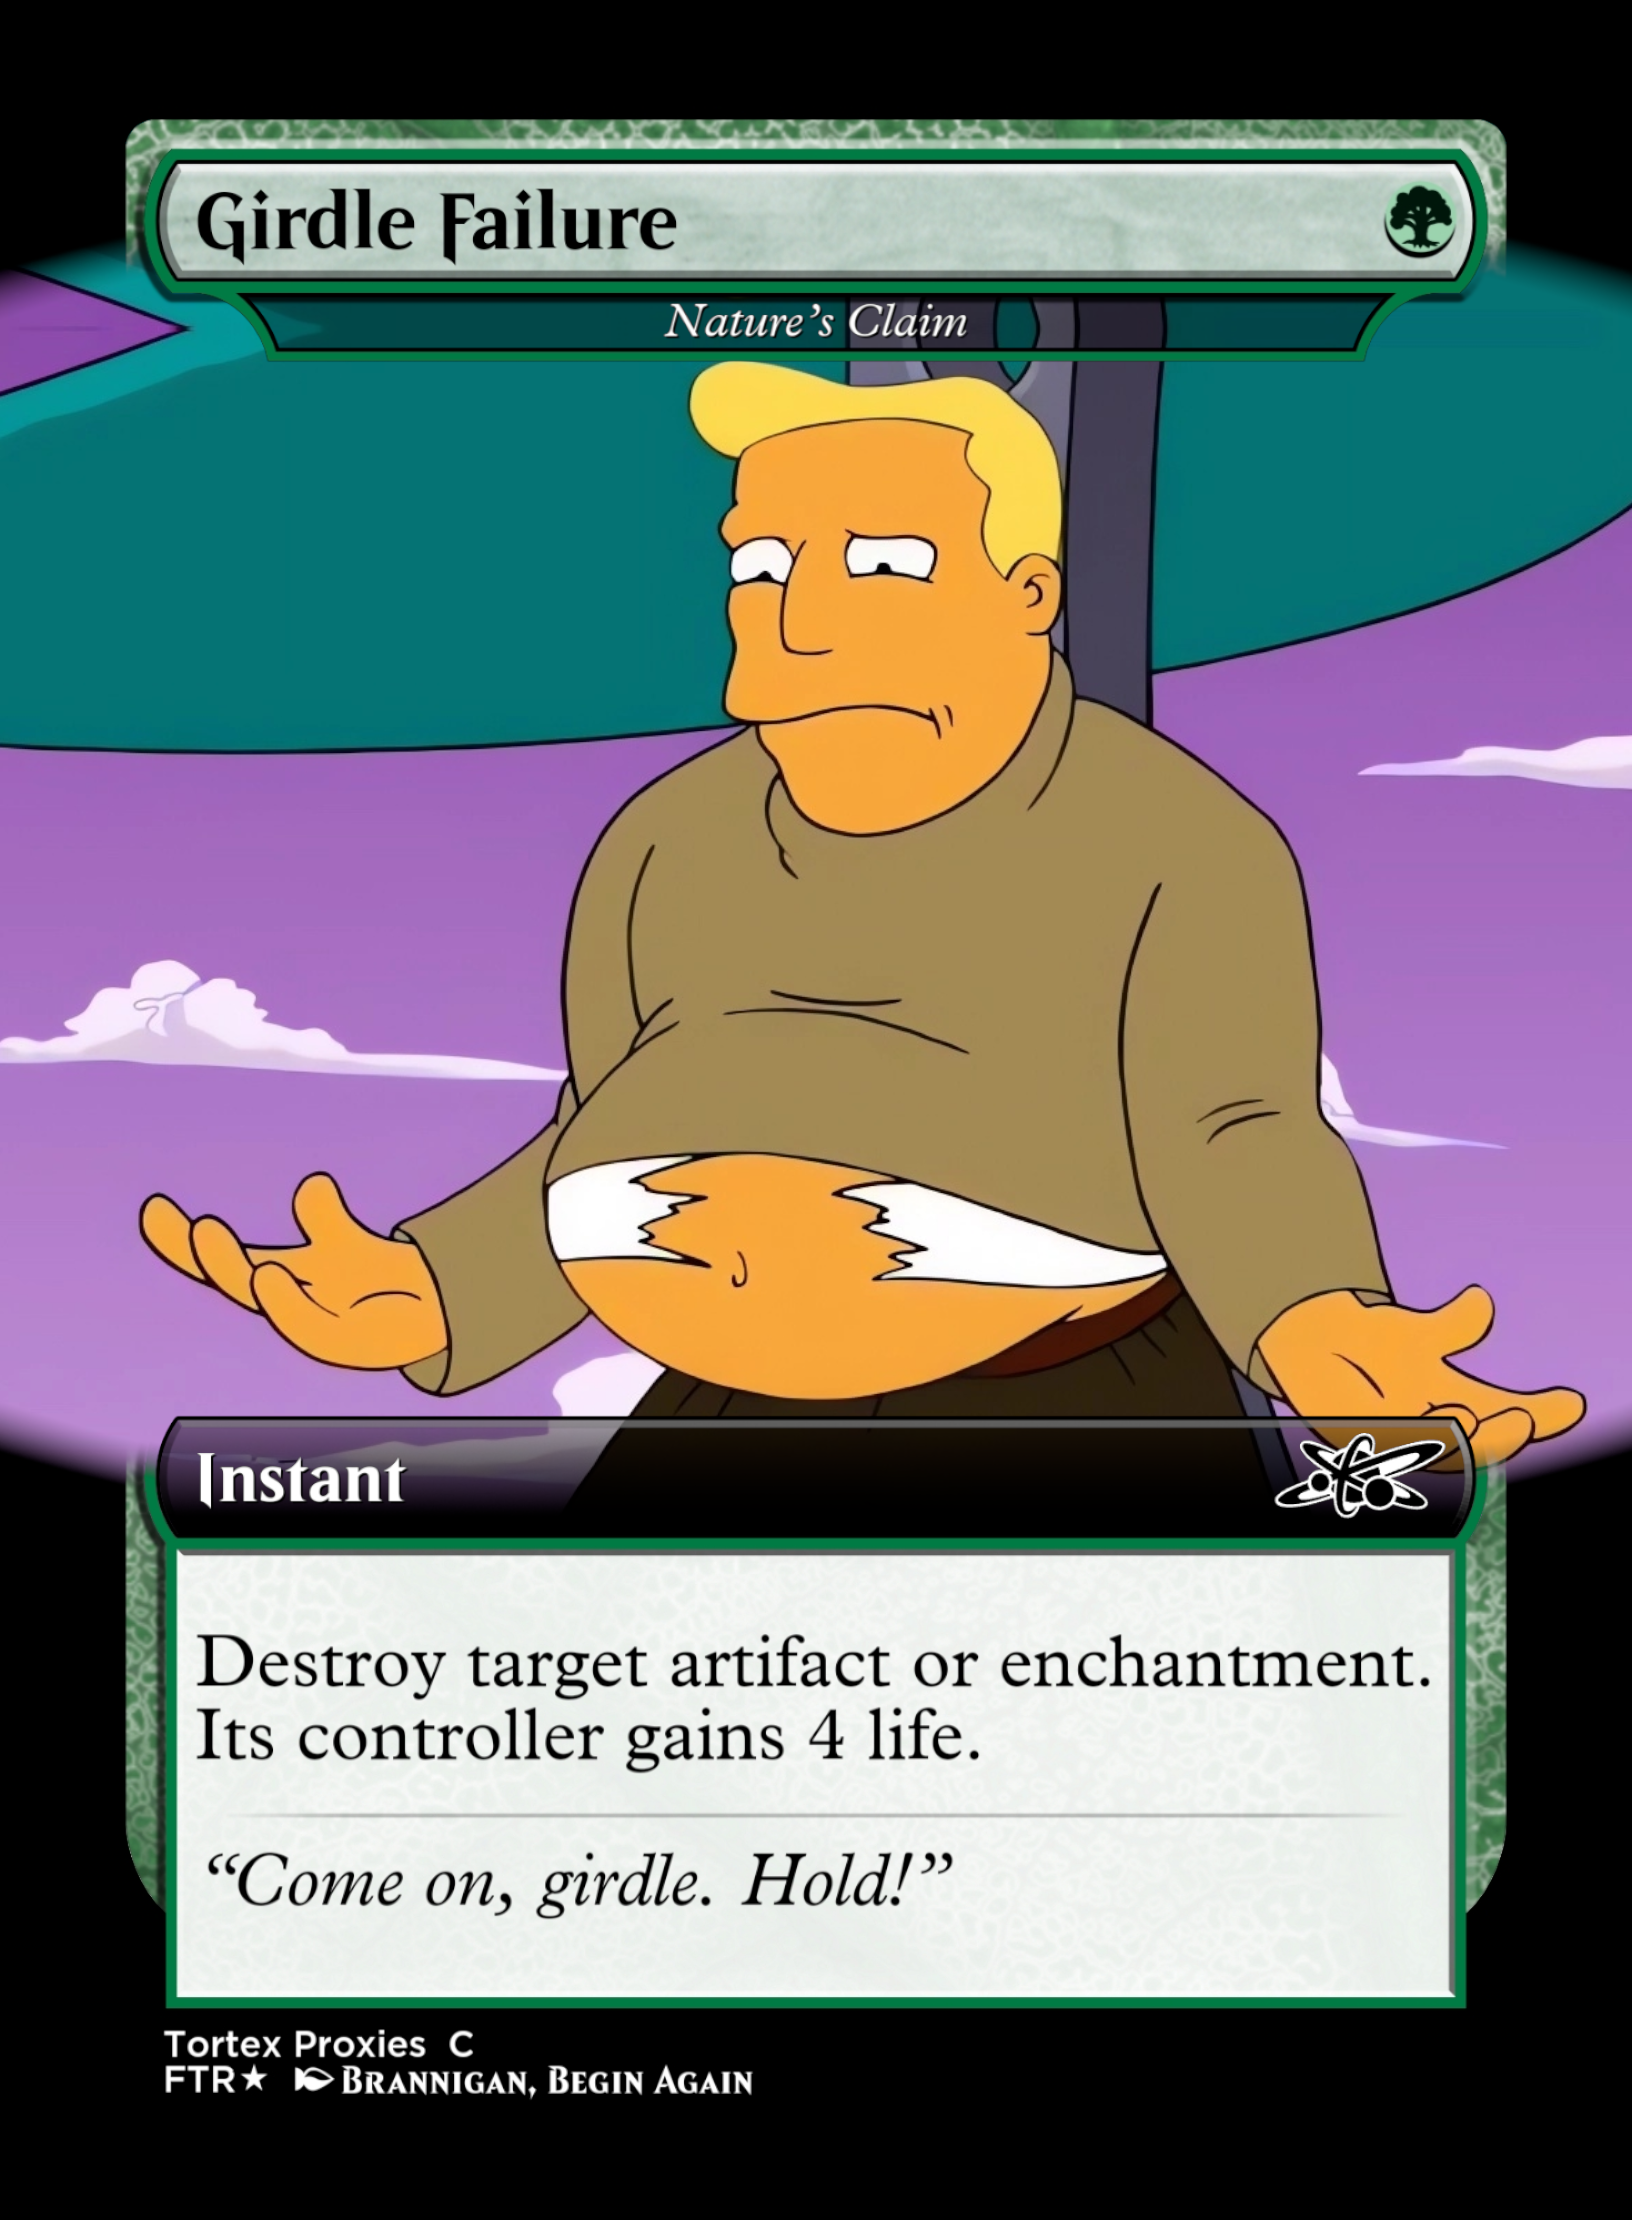 Girdle Failure
Nature's Claim
Instant
Destroy target artifact or enchantment.
Its controller gains 4 life.
“Come on, girdle. Hold!”
Tortex Proxies C
FTR★ Brannigan, Begin Again